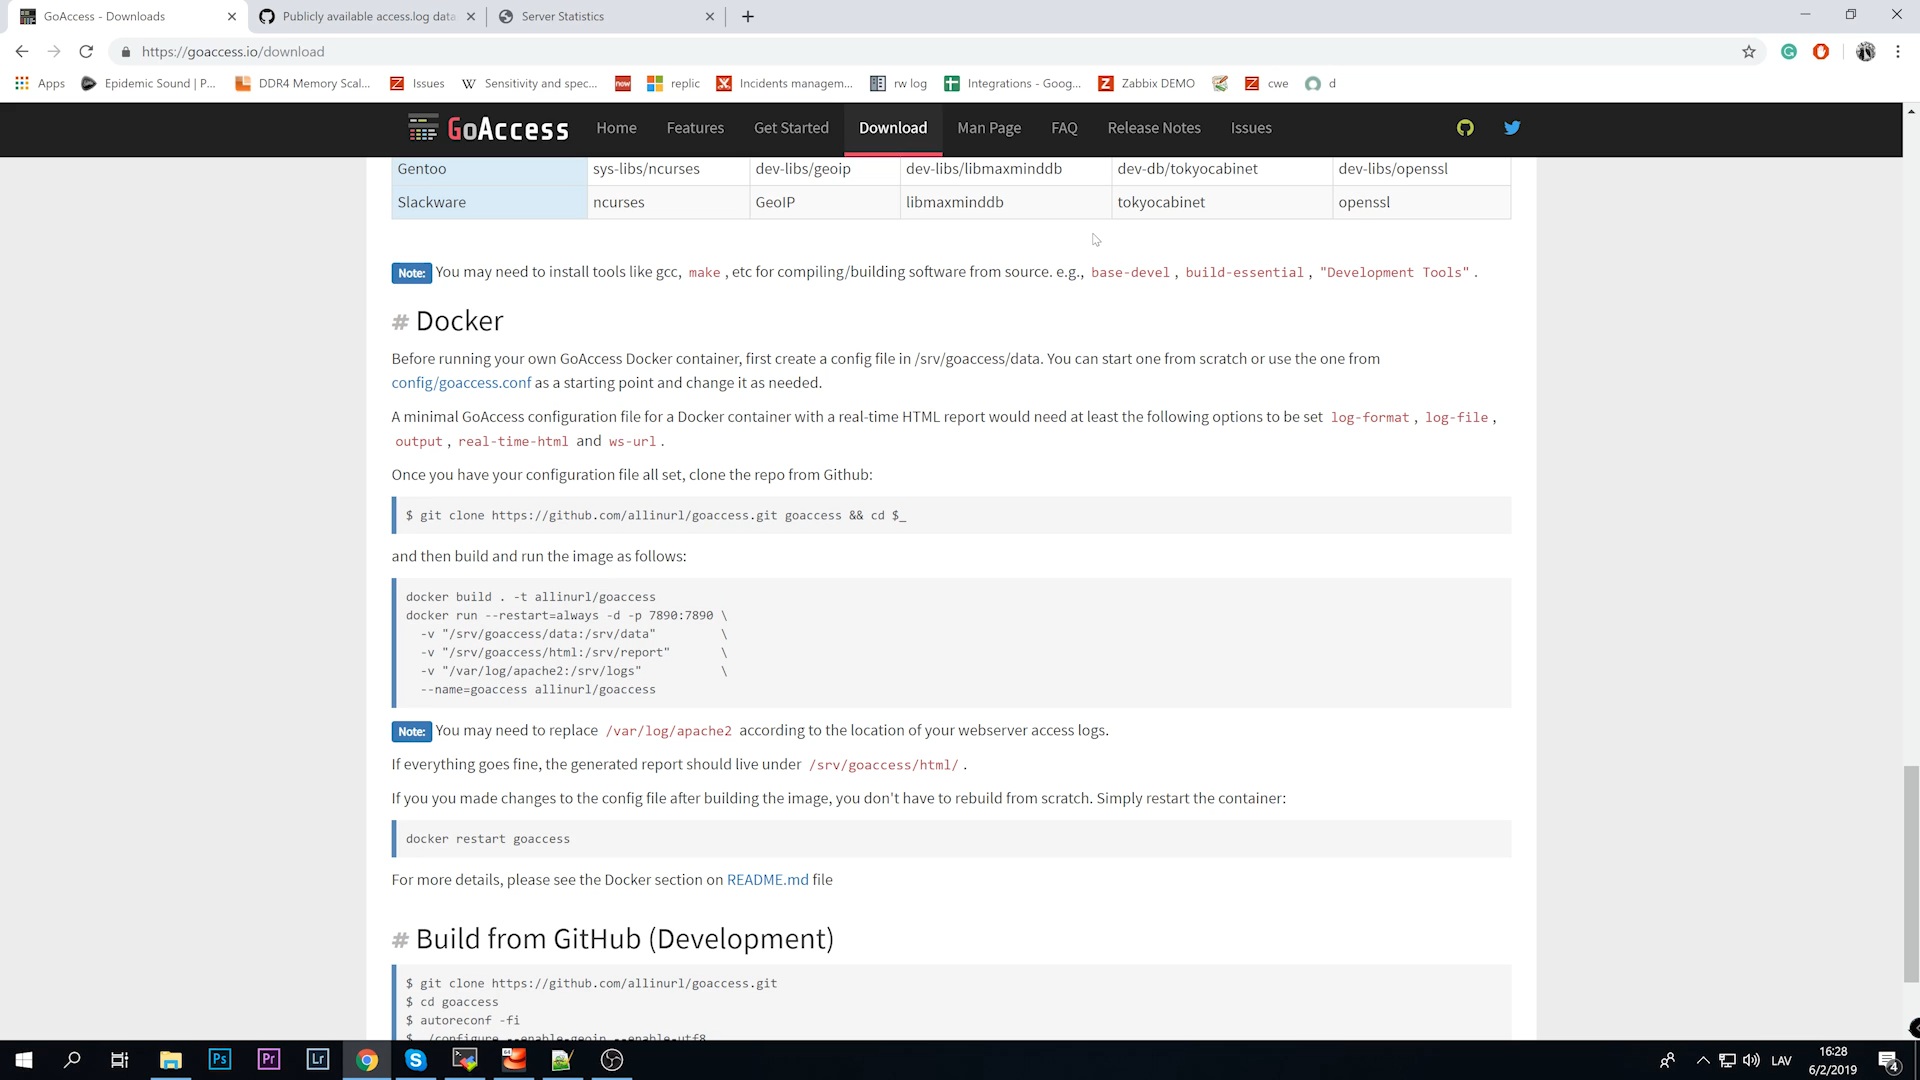 GoAccess - Downloads
Publicly available access.log data
Server Statistics
https://goaccess.io/download
Apps
Epidemic Sound | P...
DDR4 Memory Scal...
Issues
Sensitivity and spec...
now
replic
Incidents managem...
rw log
Integrations - Goog...
Zabbix DEMO
cwe
d
GoAccess
Home
Features
Get Started
Download
Man Page
FAQ
Release Notes
Issues
Gentoo sys-libs/ncurses dev-libs/geoip dev-libs/libmaxminddb dev-db/tokyocabinet dev-libs/openssl
Slackware ncurses GeoIP libmaxminddb tokyocabinet openssl
Note: You may need to install tools like gcc, make , etc for compiling/building software from source. e.g., base-devel , build-essential , "Development Tools" .
# Docker
Before running your own GoAccess Docker container, first create a config file in /srv/goaccess/data. You can start one from scratch or use the one from
config/goaccess.conf as a starting point and change it as needed.
A minimal GoAccess configuration file for a Docker container with a real-time HTML report would need at least the following options to be set log-format , log-file ,
output , real-time-html and ws-url .
Once you have your configuration file all set, clone the repo from Github:
$ git clone https://github.com/allinurl/goaccess.git goaccess && cd $_
and then build and run the image as follows:
docker build . -t allinurl/goaccess
docker run --restart=always -d -p 7890:7890 \
-v "/srv/goaccess/data:/srv/data" \
-v "/srv/goaccess/html:/srv/report" \
-v "/var/log/apache2:/srv/logs" \
--name=goaccess allinurl/goaccess
Note: You may need to replace /var/log/apache2 according to the location of your webserver access logs.
If everything goes fine, the generated report should live under /srv/goaccess/html/ .
If you you made changes to the config file after building the image, you don't have to rebuild from scratch. Simply restart the container:
docker restart goaccess
For more details, please see the Docker section on README.md file
# Build from GitHub (Development)
$ git clone https://github.com/allinurl/goaccess.git
$ cd goaccess
$ autoreconf -fi
$ ./configure --enable-geoip --enable-utf8
Ps
Pr
Lr
LAV
16:28
6/2/2019
4